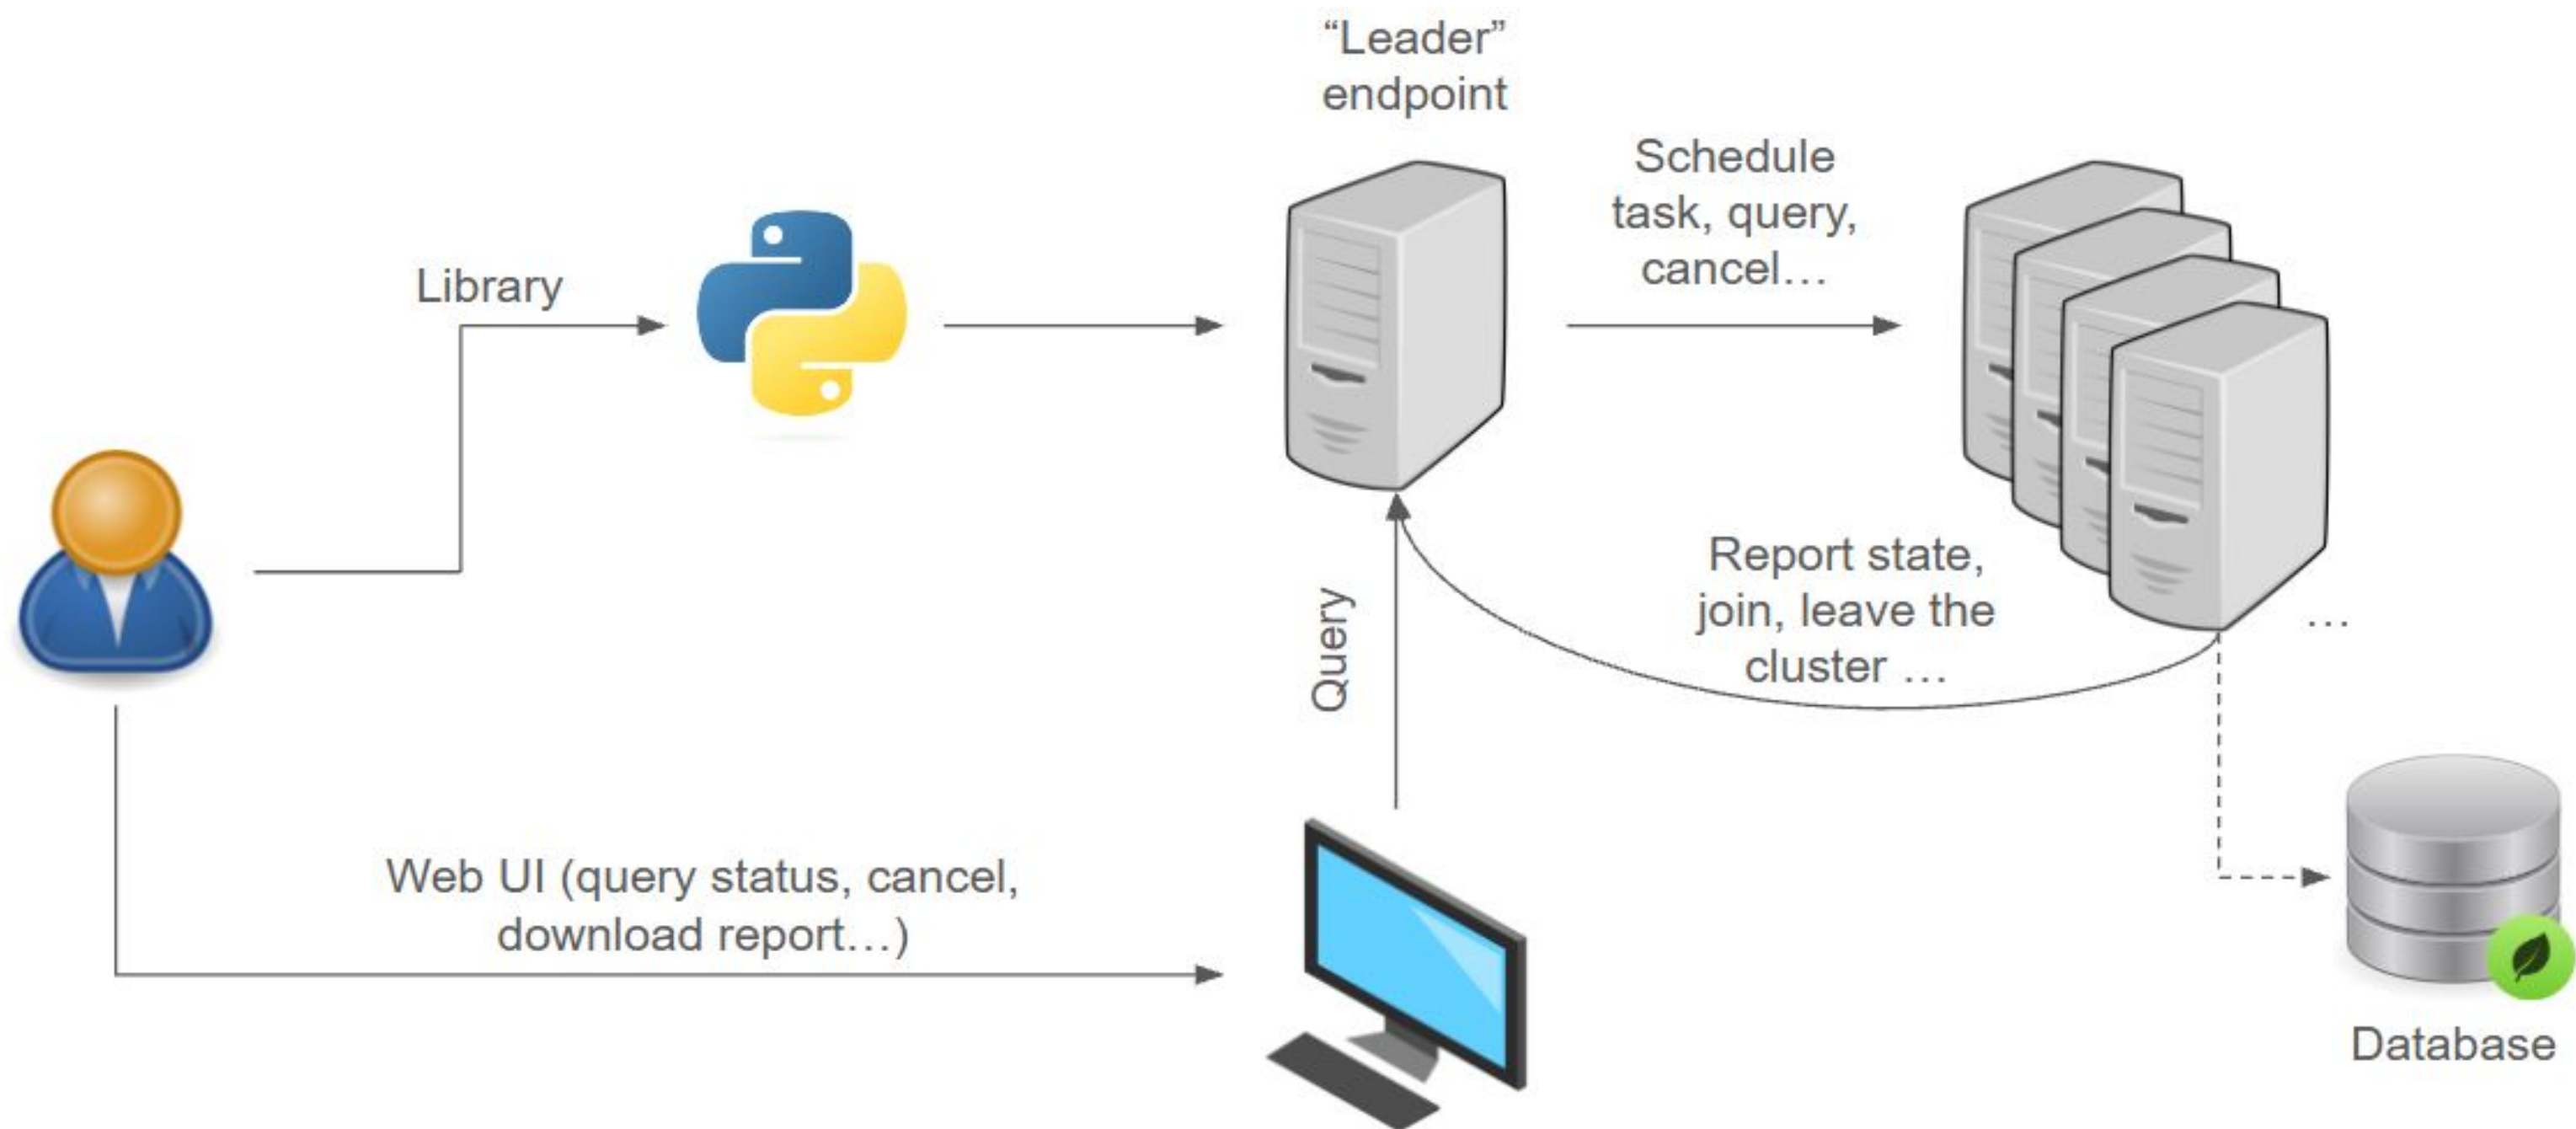 “Leader”
endpoint
Schedule
task, query,
cancel…
Library
Report state,
join, leave the
cluster …
…
Query
Web UI (query status, cancel,
download report…)
Database